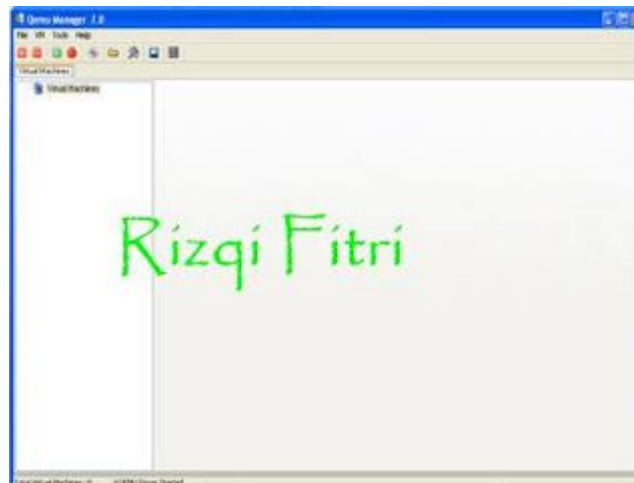 Qemu Manager 7.0
File VM Tools Help
Virtual Machines
Virtual Machines
Rizqi Fitri